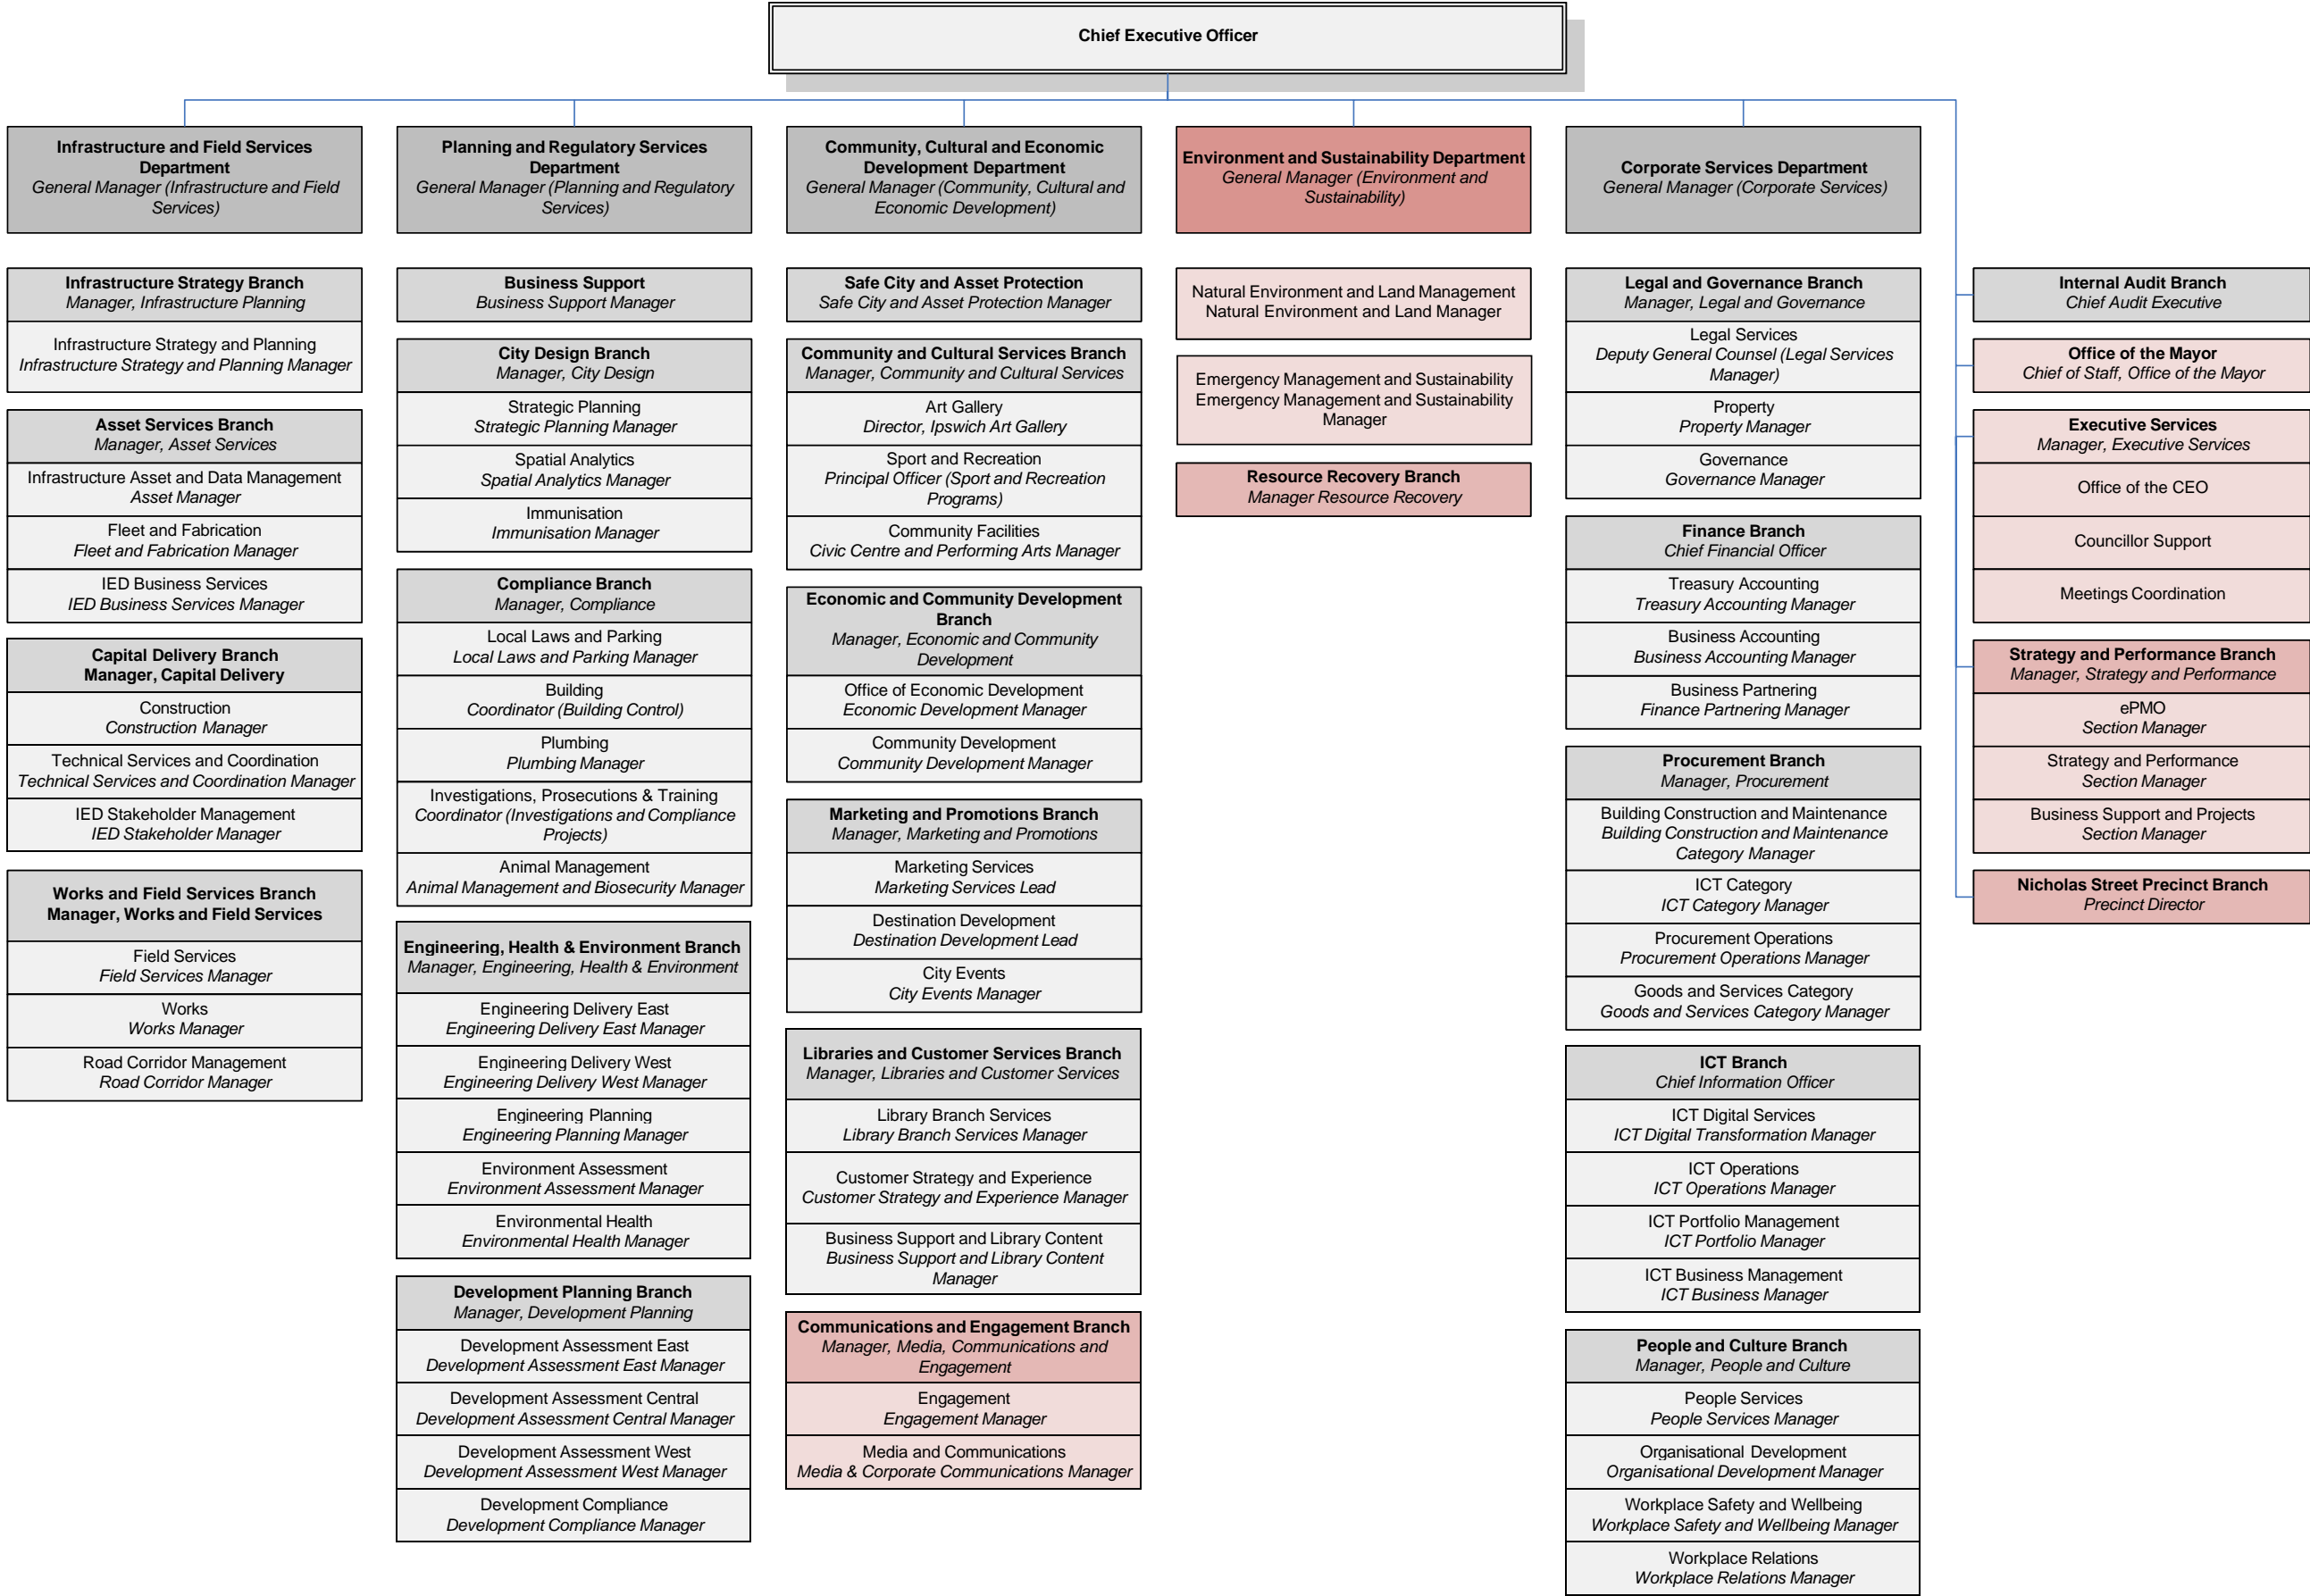 Chief Executive Officer
Infrastructure and Field Services
Department
General Manager (Infrastructure and Field
Services)
Infrastructure Strategy Branch
Manager, Infrastructure Planning
Infrastructure Strategy and Planning
Infrastructure Strategy and Planning Manager
Asset Services Branch
Manager, Asset Services
Infrastructure Asset and Data Management
Asset Manager
Fleet and Fabrication
Fleet and Fabrication Manager
IED Business Services
IED Business Services Manager
Capital Delivery Branch
Manager, Capital Delivery
Construction
Construction Manager
Technical Services and Coordination
Technical Services and Coordination Manager
IED Stakeholder Management
IED Stakeholder Manager
Works and Field Services Branch
Manager, Works and Field Services
Field Services
Field Services Manager
Works
Works Manager
Road Corridor Management
Road Corridor Manager
Planning and Regulatory Services
Department
General Manager (Planning and Regulatory
Services)
Business Support
Business Support Manager
City Design Branch
Manager, City Design
Strategic Planning
Strategic Planning Manager
Spatial Analytics
Spatial Analytics Manager
Immunisation
Immunisation Manager
Compliance Branch
Manager, Compliance
Local Laws and Parking
Local Laws and Parking Manager
Building
Coordinator (Building Control)
Plumbing
Plumbing Manager
Investigations, Prosecutions & Training
Coordinator (Investigations and Compliance
Projects)
Animal Management
Animal Management and Biosecurity Manager
Engineering, Health & Environment Branch
Manager, Engineering, Health & Environment
Engineering Delivery East
Engineering Delivery East Manager
Engineering Delivery West
Engineering Delivery West Manager
Engineering Planning
Engineering Planning Manager
Environment Assessment
Environment Assessment Manager
Environmental Health
Environmental Health Manager
Development Planning Branch
Manager, Development Planning
Development Assessment East
Development Assessment East Manager
Development Assessment Central
Development Assessment Central Manager
Development Assessment West
Development Assessment West Manager
Development Compliance
Development Compliance Manager
Community, Cultural and Economic
Development Department
General Manager (Community, Cultural and
Economic Development)
Safe City and Asset Protection
Safe City and Asset Protection Manager
Community and Cultural Services Branch
Manager, Community and Cultural Services
Art Gallery
Director, Ipswich Art Gallery
Sport and Recreation
Principal Officer (Sport and Recreation
Programs)
Community Facilities
Civic Centre and Performing Arts Manager
Economic and Community Development
Branch
Manager, Economic and Community
Development
Office of Economic Development
Economic Development Manager
Community Development
Community Development Manager
Marketing and Promotions Branch
Manager, Marketing and Promotions
Marketing Services
Marketing Services Lead
Destination Development
Destination Development Lead
City Events
City Events Manager
Libraries and Customer Services Branch
Manager, Libraries and Customer Services
Library Branch Services
Library Branch Services Manager
Customer Strategy and Experience
Customer Strategy and Experience Manager
Business Support and Library Content
Business Support and Library Content
Manager
Communications and Engagement Branch
Manager, Media, Communications and
Engagement
Engagement
Engagement Manager
Media and Communications
Media & Corporate Communications Manager
Environment and Sustainability Department
General Manager (Environment and
Sustainability)
Natural Environment and Land Management
Natural Environment and Land Manager
Emergency Management and Sustainability
Emergency Management and Sustainability
Manager
Resource Recovery Branch
Manager Resource Recovery
Corporate Services Department
General Manager (Corporate Services)
Legal and Governance Branch
Manager, Legal and Governance
Legal Services
Deputy General Counsel (Legal Services
Manager)
Property
Property Manager
Governance
Governance Manager
Finance Branch
Chief Financial Officer
Treasury Accounting
Treasury Accounting Manager
Business Accounting
Business Accounting Manager
Business Partnering
Finance Partnering Manager
Procurement Branch
Manager, Procurement
Building Construction and Maintenance
Building Construction and Maintenance
Category Manager
ICT Category
ICT Category Manager
Procurement Operations
Procurement Operations Manager
Goods and Services Category
Goods and Services Category Manager
ICT Branch
Chief Information Officer
ICT Digital Services
ICT Digital Transformation Manager
ICT Operations
ICT Operations Manager
ICT Portfolio Management
ICT Portfolio Manager
ICT Business Management
ICT Business Manager
People and Culture Branch
Manager, People and Culture
People Services
People Services Manager
Organisational Development
Organisational Development Manager
Workplace Safety and Wellbeing
Workplace Safety and Wellbeing Manager
Workplace Relations
Workplace Relations Manager
Internal Audit Branch
Chief Audit Executive
Office of the Mayor
Chief of Staff, Office of the Mayor
Executive Services
Manager, Executive Services
Office of the CEO
Councillor Support
Meetings Coordination
Strategy and Performance Branch
Manager, Strategy and Performance
ePMO
Section Manager
Strategy and Performance
Section Manager
Business Support and Projects
Section Manager
Nicholas Street Precinct Branch
Precinct Director